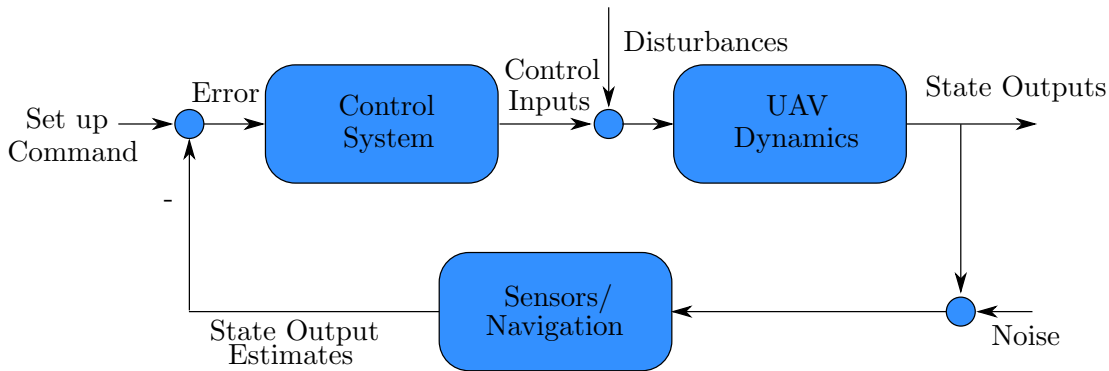 Set up
Command
Error
Control
System
Control
Inputs
Disturbances
UAV
Dynamics
State Outputs
-
State Output
Estimates
Sensors/
Navigation
Noise